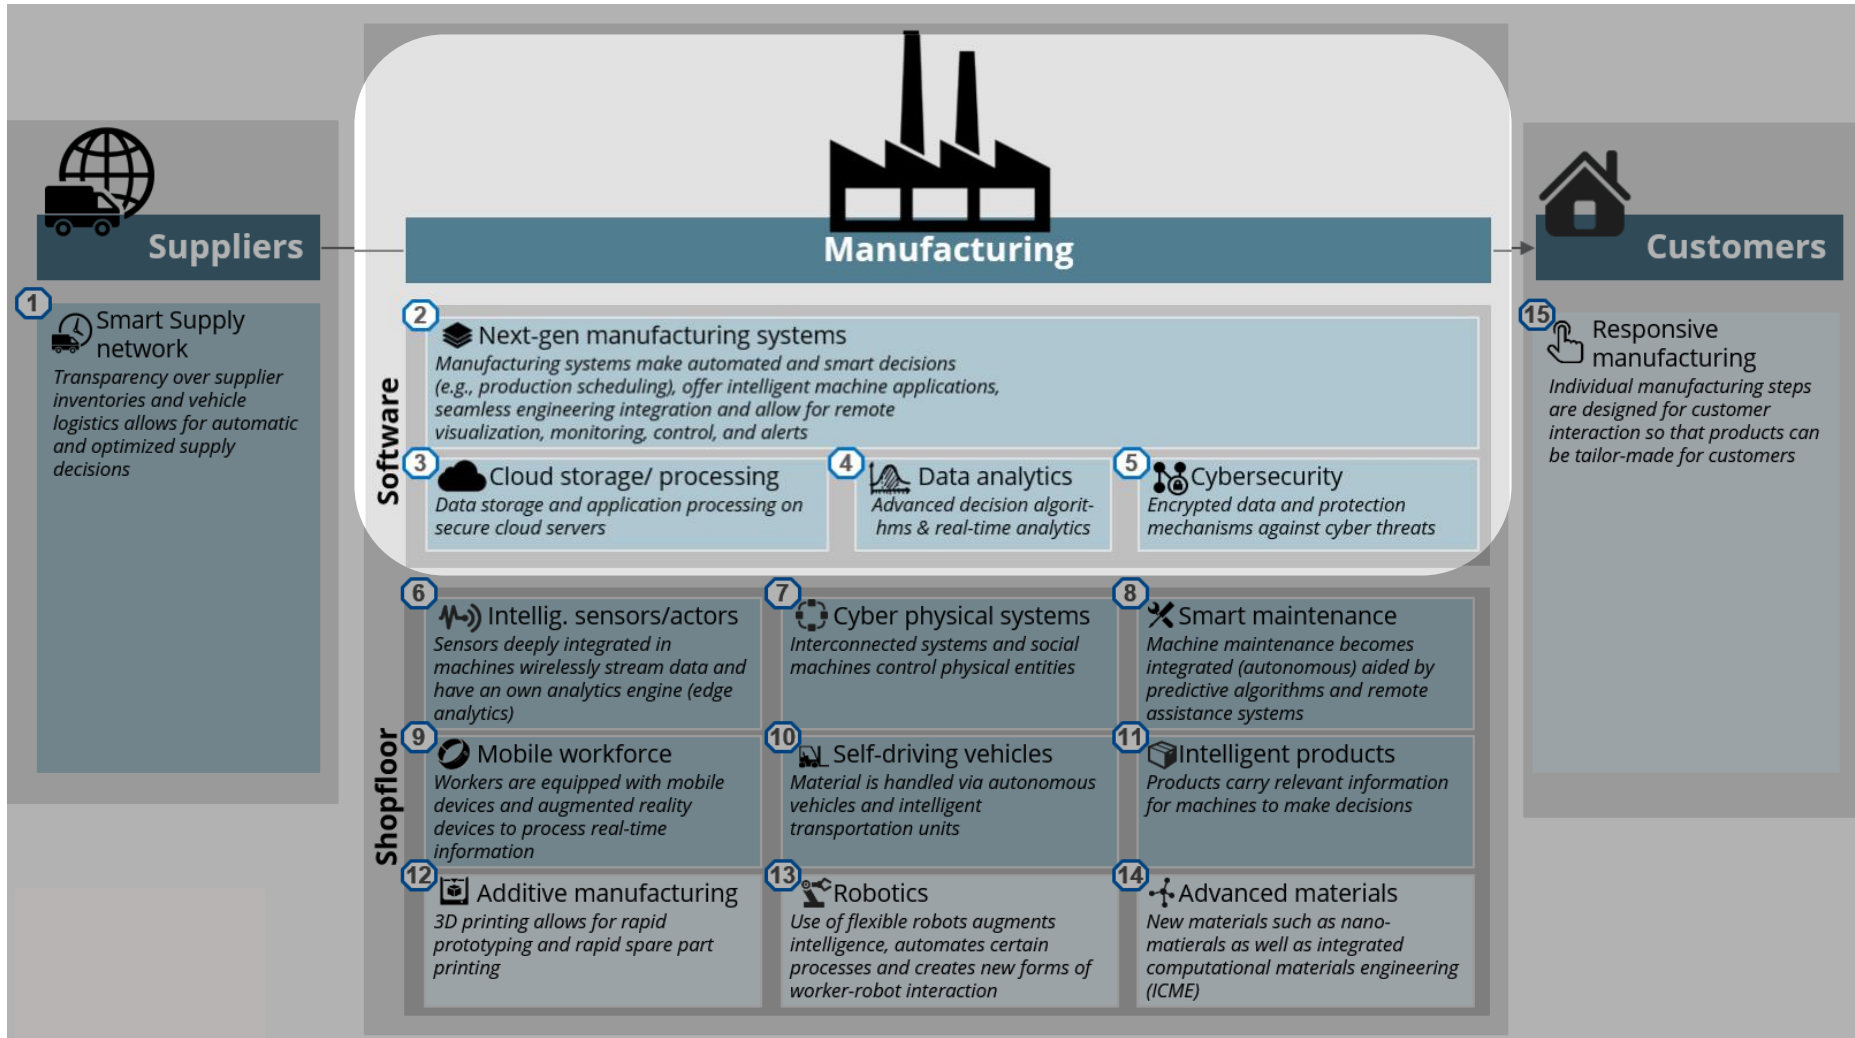 Suppliers
Manufacturing
Customers
1
Smart Supply
network
Transparency over supplier
inventories and vehicle
logistics allows for automatic
and optimized supply
decisions
Software
2
Next-gen manufacturing systems
Manufacturing systems make automated and smart decisions
(e.g., production scheduling), offer intelligent machine applications,
seamless engineering integration and allow for remote
visualization, monitoring, control, and alerts
3
Cloud storage/ processing
Data storage and application processing on
secure cloud servers
4
Data analytics
Advanced decision algorit-
hms & real-time analytics
5
Cybersecurity
Encrypted data and protection
mechanisms against cyber threats
Shopfloor
6
Intellig. sensors/actors
Sensors deeply integrated in
machines wirelessly stream data and
have an own analytics engine (edge
analytics)
7
Cyber physical systems
Interconnected systems and social
machines control physical entities
8
Smart maintenance
Machine maintenance becomes
integrated (autonomous) aided by
predictive algorithms and remote
assistance systems
9
Mobile workforce
Workers are equipped with mobile
devices and augmented reality
devices to process real-time
information
10
Self-driving vehicles
Material is handled via autonomous
vehicles and intelligent
transportation units
11
Intelligent products
Products carry relevant information
for machines to make decisions
12
Additive manufacturing
3D printing allows for rapid
prototyping and rapid spare part
printing
13
Robotics
Use of flexible robots augments
intelligence, automates certain
processes and creates new forms of
worker-robot interaction
14
Advanced materials
New materials such as nano-
matierals as well as integrated
computational materials engineering
(ICME)
15
Responsive
manufacturing
Individual manufacturing steps
are designed for customer
interaction so that products can
be tailor-made for customers